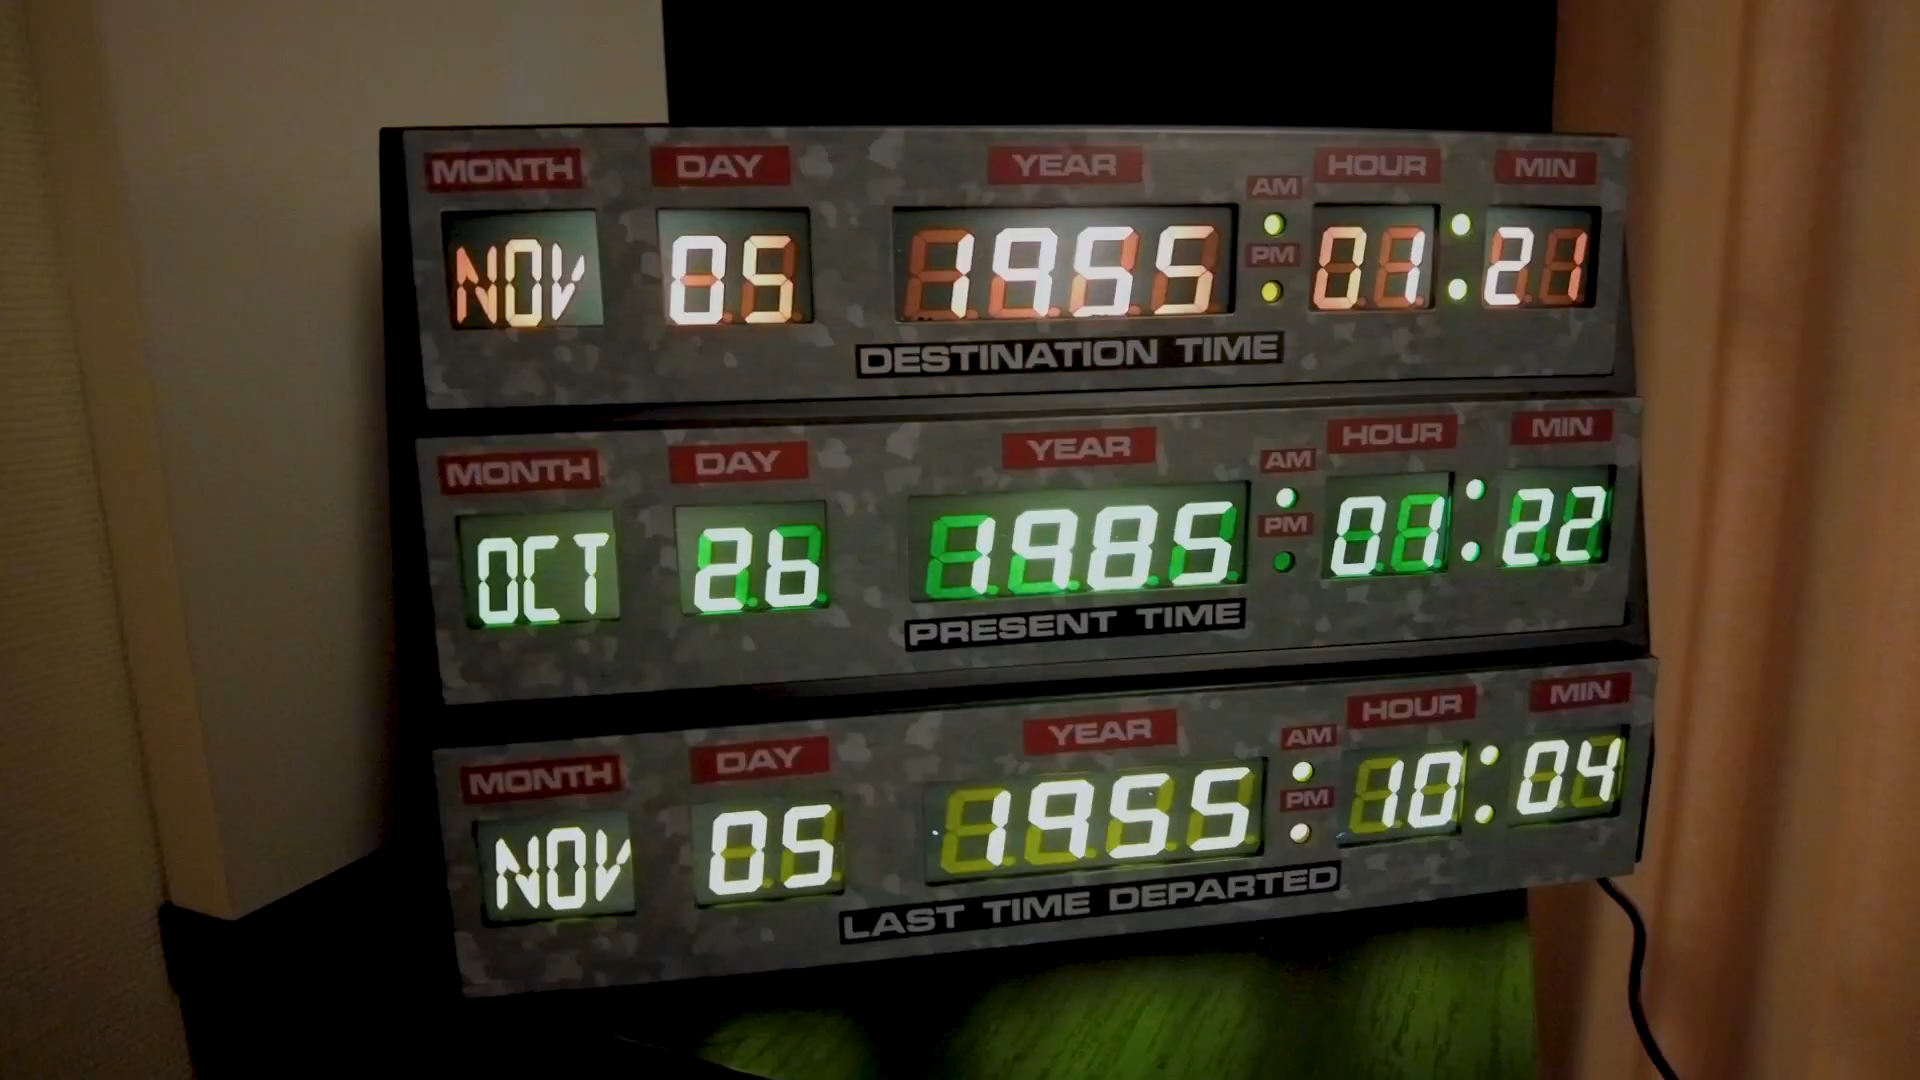 MONTH DAY YEAR AM PM HOUR MIN
NOV 05 1955 01:21
DESTINATION TIME
MONTH DAY YEAR AM PM HOUR MIN
OCT 26 1985 01:22
PRESENT TIME
MONTH DAY YEAR AM PM HOUR MIN
NOV 05 1955 10:04
LAST TIME DEPARTED